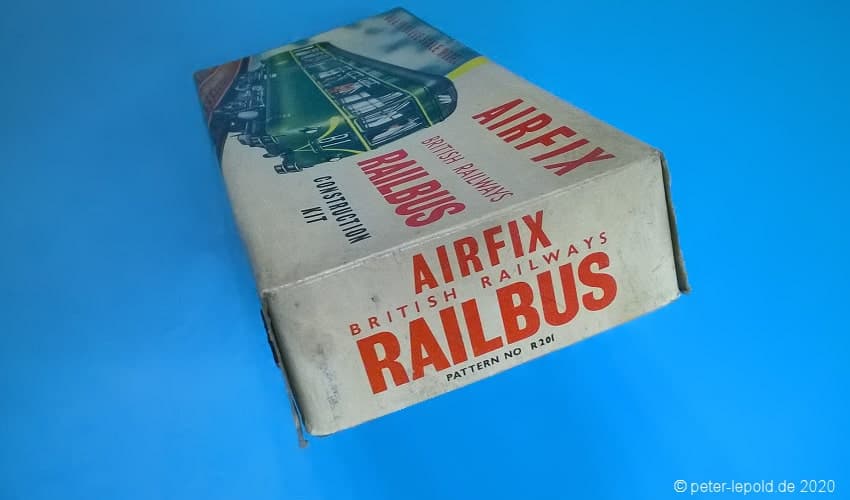 AIRFIX
BRITISH RAILWAYS
RAILBUS
CONSTRUCTION
KIT
AIRFIX
BRITISH RAILWAYS
RAILBUS
PATTERN NO R201
© peter-lepold.de 2020